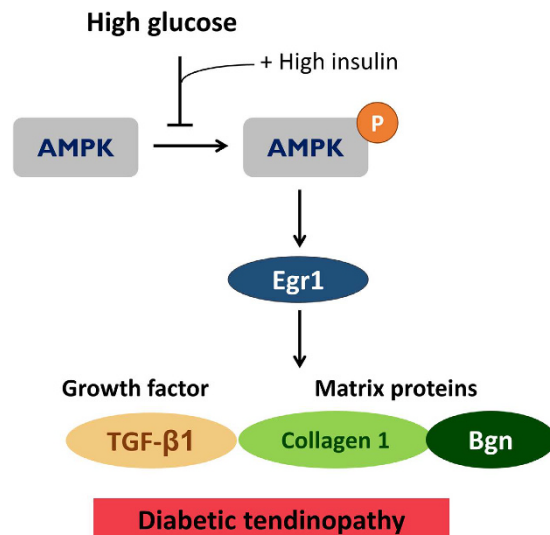 High glucose
+ High insulin
AMPK
AMPK
P
Egr1
Growth factor
Matrix proteins
TGF-β1
Collagen 1
Bgn
Diabetic tendinopathy